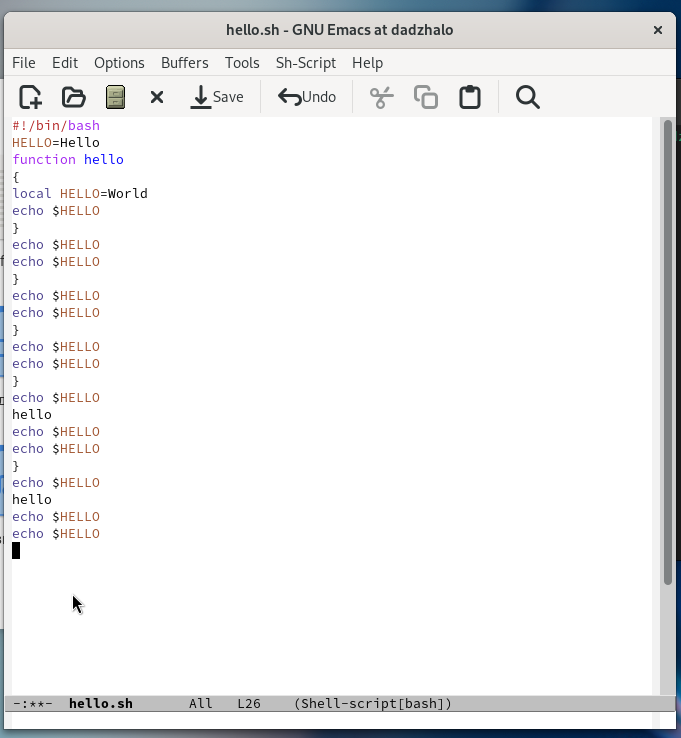 hello.sh - GNU Emacs at dadzhalo
File Edit Options Buffers Tools Sh-Script Help
Save Undo
#!/bin/bash
HELLO=Hello
function hello
{
local HELLO=World
echo $HELLO
}
echo $HELLO
echo $HELLO
}
echo $HELLO
echo $HELLO
}
echo $HELLO
echo $HELLO
}
echo $HELLO
hello
echo $HELLO
echo $HELLO
}
echo $HELLO
hello
echo $HELLO
echo $HELLO
-:**- hello.sh All L26 (Shell-script[bash])